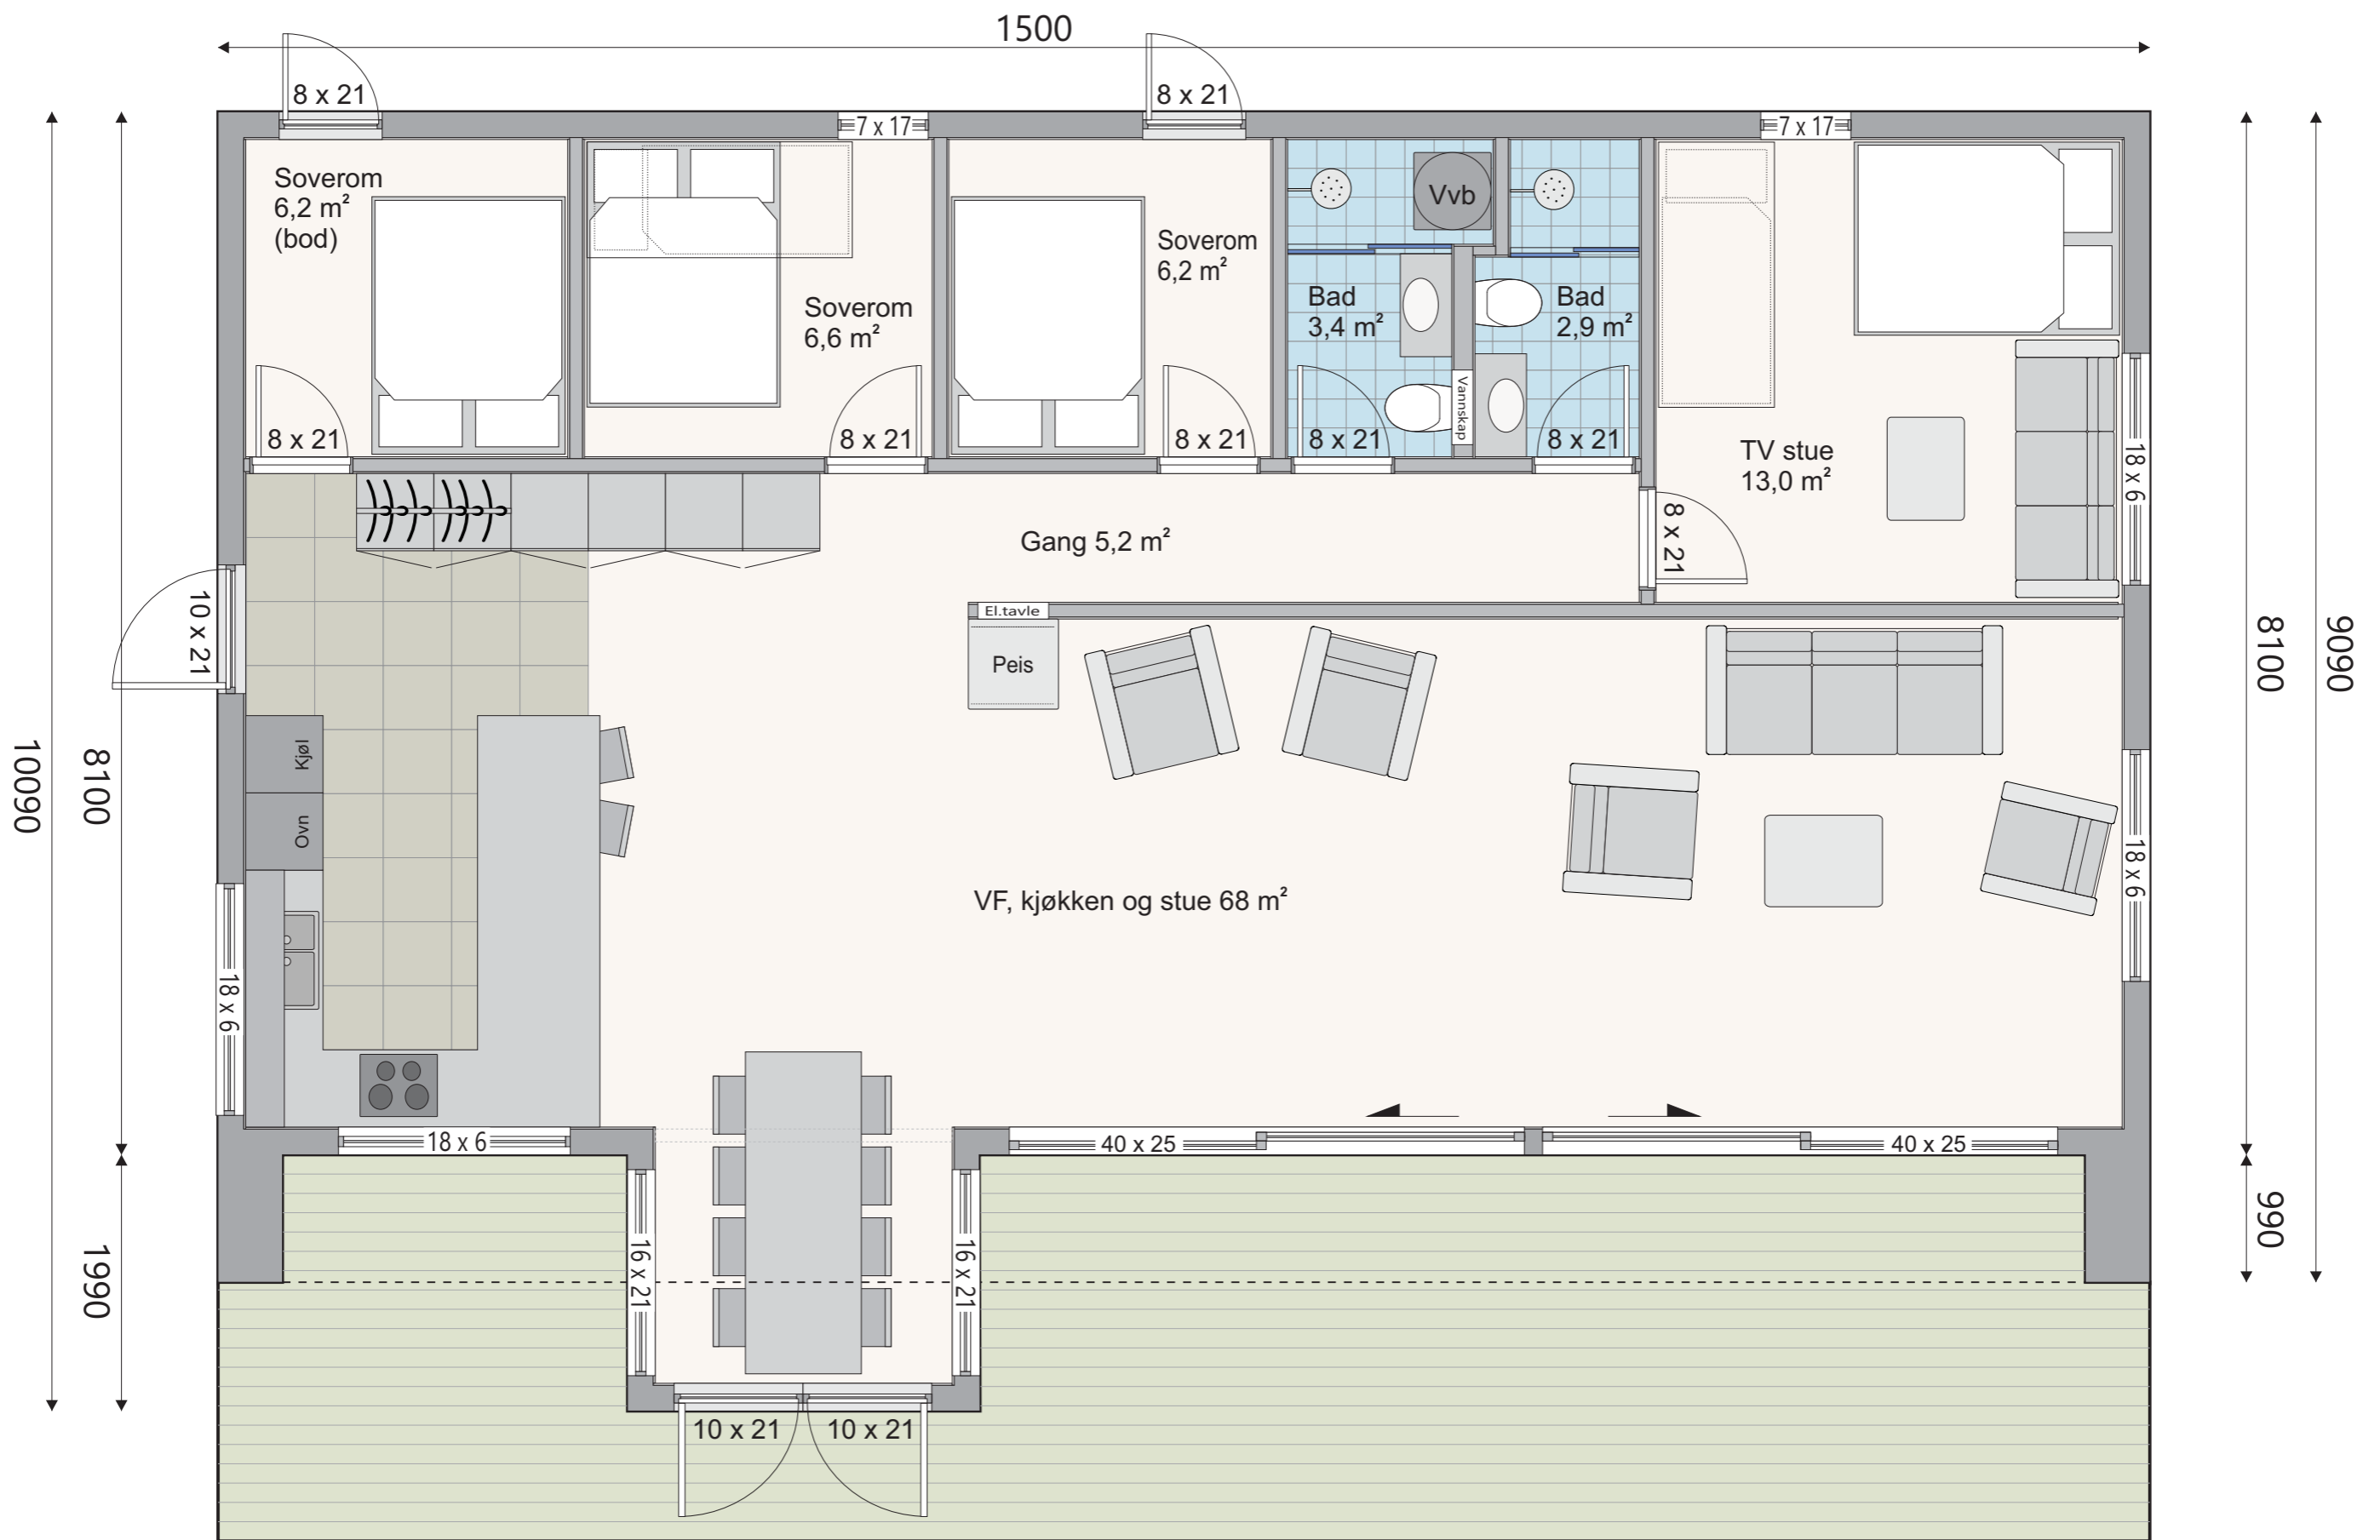 1500
8 x 21
8 x 21
7 x 17
7 x 17
Soverom
6,2 m²
(bod)
Soverom
6,6 m²
Soverom
6,2 m²
Vvb
Bad
3,4 m²
Bad
2,9 m²
Vannskap
8 x 21
8 x 21
8 x 21
8 x 21
8 x 21
TV stue
13,0 m²
18 x 6
8 x 21
Gang 5,2 m²
10 x 21
El.tavle
Peis
Kjøl
Ovn
10090
8100
8100
9090
18 x 6
VF, kjøkken og stue 68 m²
18 x 6
18 x 6
40 x 25
40 x 25
1990
990
16 x 21
16 x 21
10 x 21
10 x 21